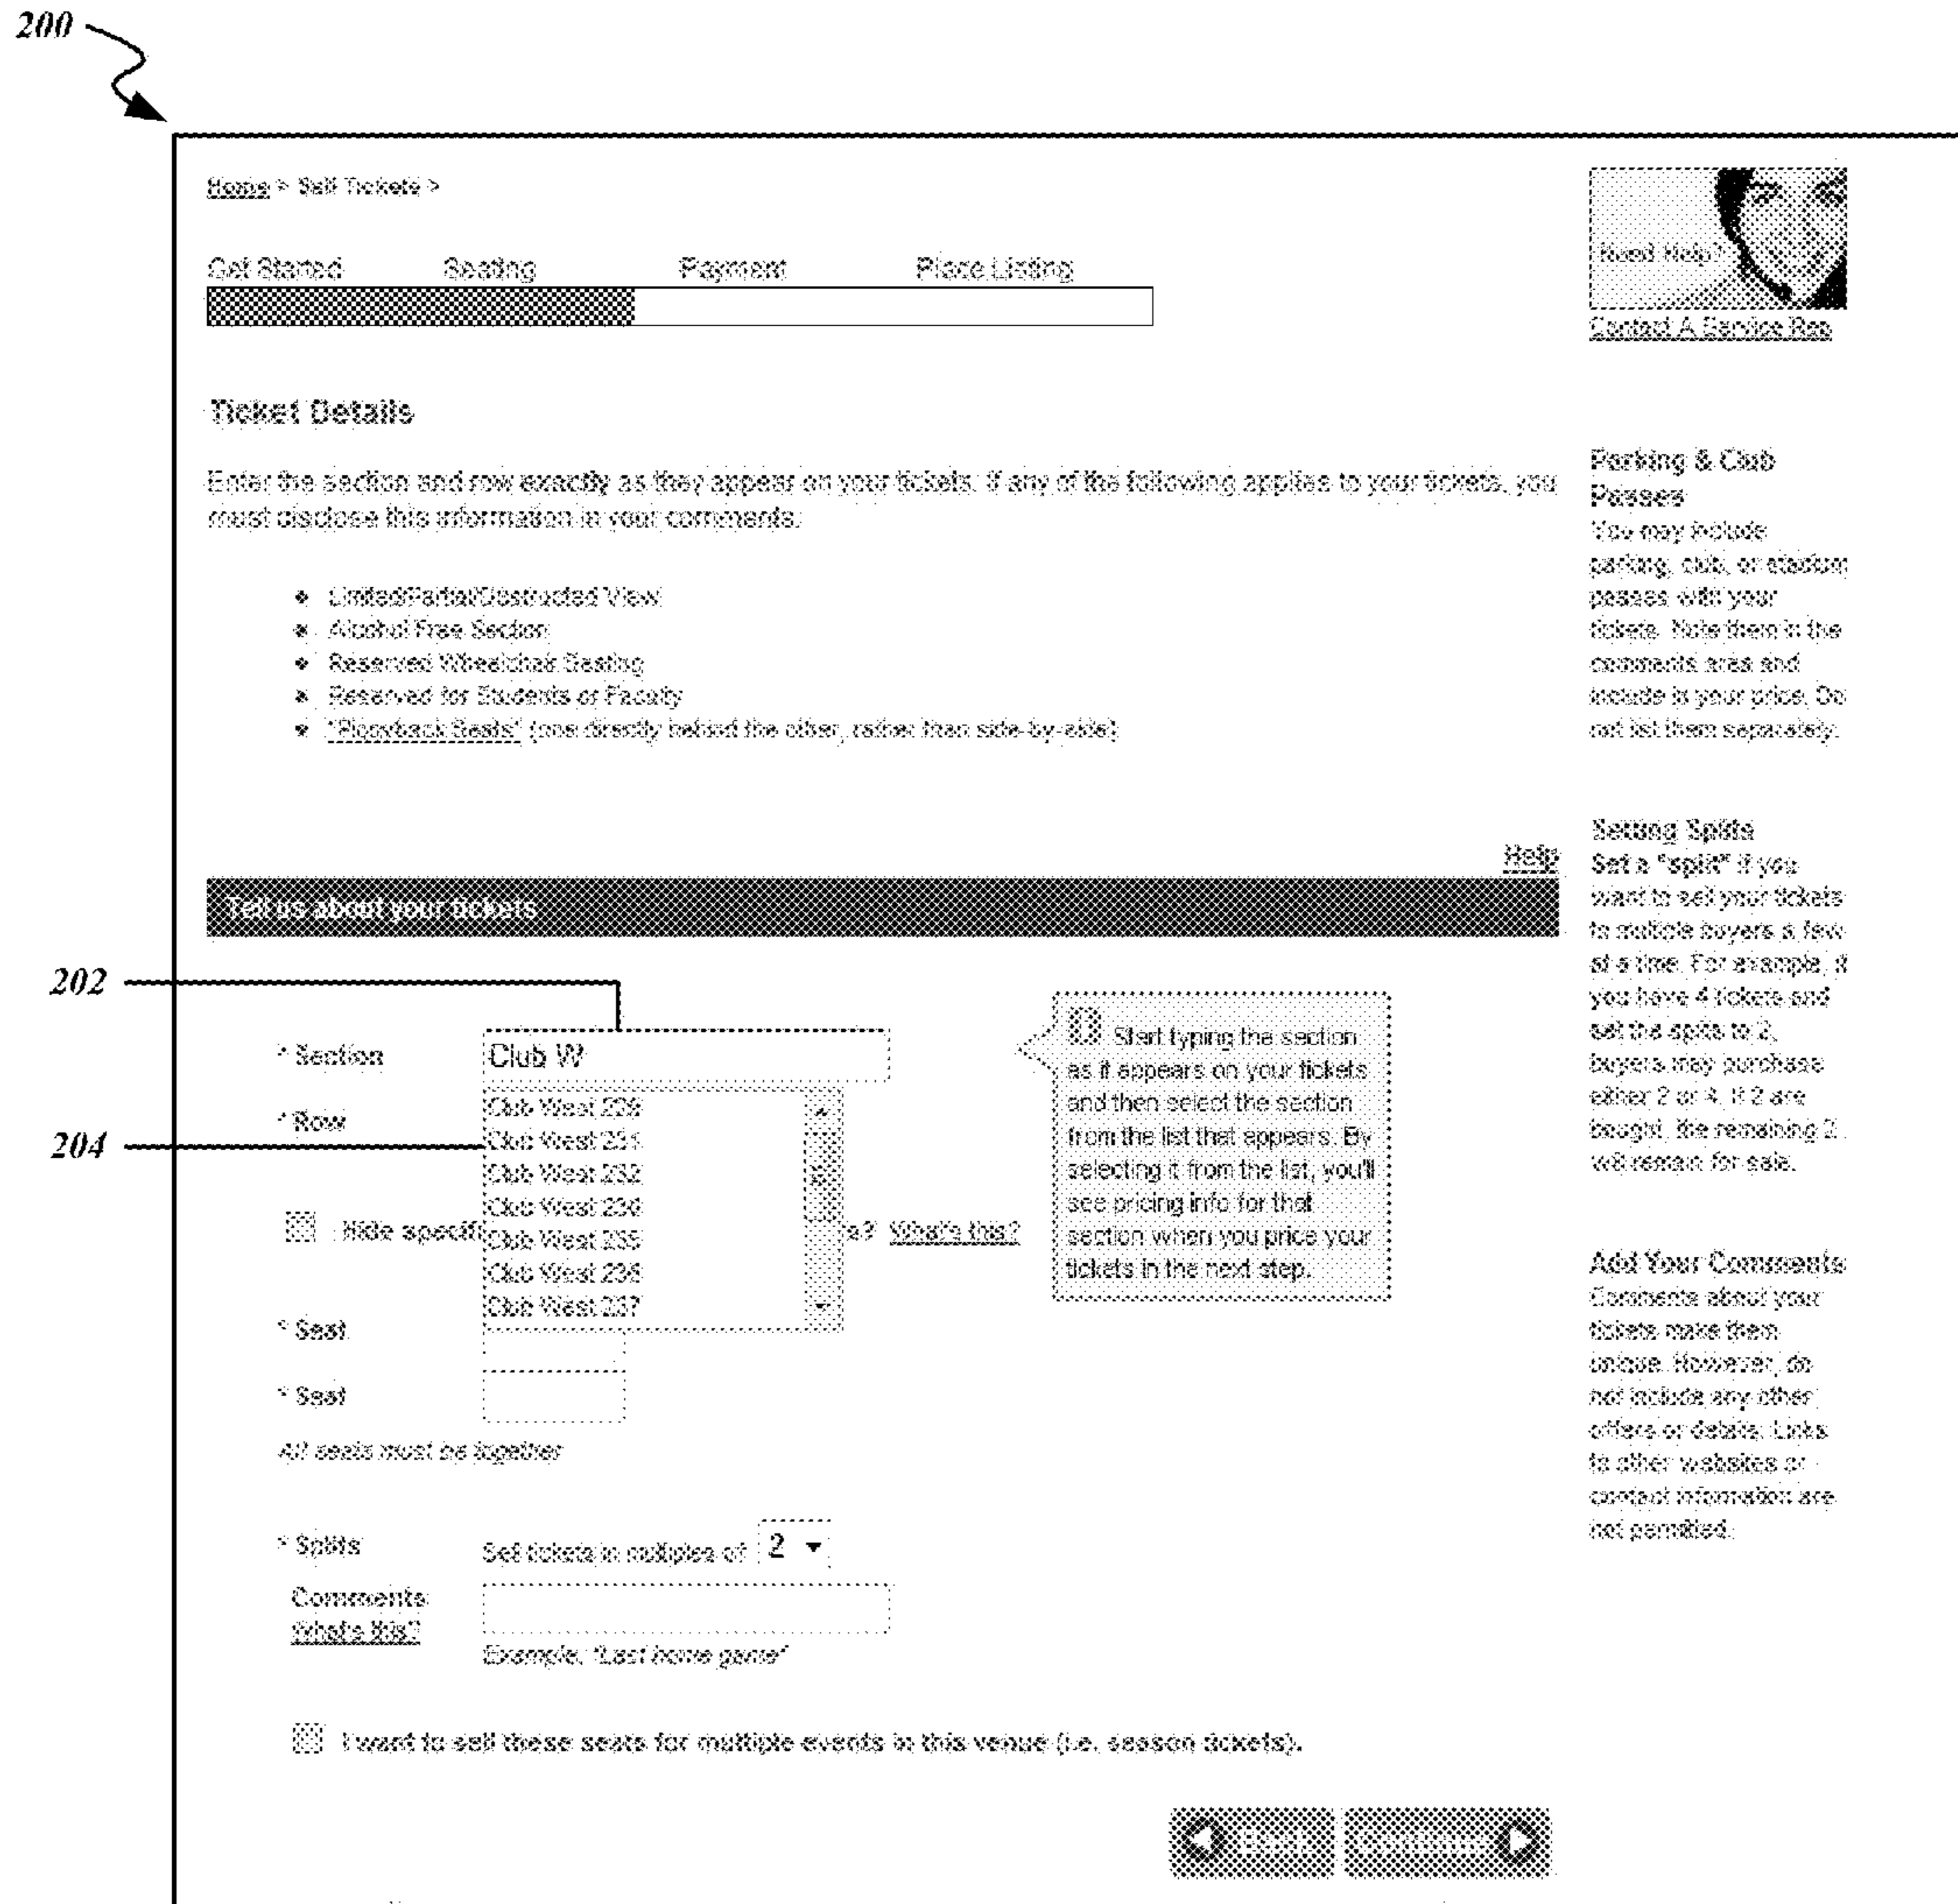 200
Home > Sell Tickets >
Need Help?
Contact A Service Rep
Get Started Seating Payment Place Listing
Ticket Details
Enter the section and row exactly as they appear on your tickets. If any of the following applies to your tickets, you
must disclose this information in your comments:
Limited/Partial/Obstructed View
Alcohol Free Section
Reserved Wheelchair Seating
Reserved for Students or Faculty
"Piggyback Seats" (one directly behind the other, rather than side-by-side)
Help
Tell us about your tickets
202
* Section Club W
204
* Row
Club West 231
Club West 232
Club West 237
Hide specifi s? What's this?
Start typing the section
as it appears on your tickets
and then select the section
from the list that appears. By
selecting it from the list, you'll
see pricing info for that
section when you price your
tickets in the next step.
* Seat
* Seat
All seats must be together
* Splits Sell tickets in multiples of 2
Comments
What's this?
Example: "Last home game"
I want to sell these seats for multiple events in this venue (i.e. season tickets).
Back Continue
Parking & Club
Passes
You may include
parking, club, or stadium
passes with your
tickets. Note them in the
comments area and
include in your price. Do
not list them separately.
Setting Splits
Set a "split" if you
want to sell your tickets
to multiple buyers a few
at a time. For example, if
you have 4 tickets and
set the splits to 2,
buyers may purchase
either 2 or 4. If 2 are
bought, the remaining 2
will remain for sale.
Add Your Comments
Comments about your
tickets make them
unique. However, do
not include any other
offers or details. Links
to other websites or
contact information are
not permitted.